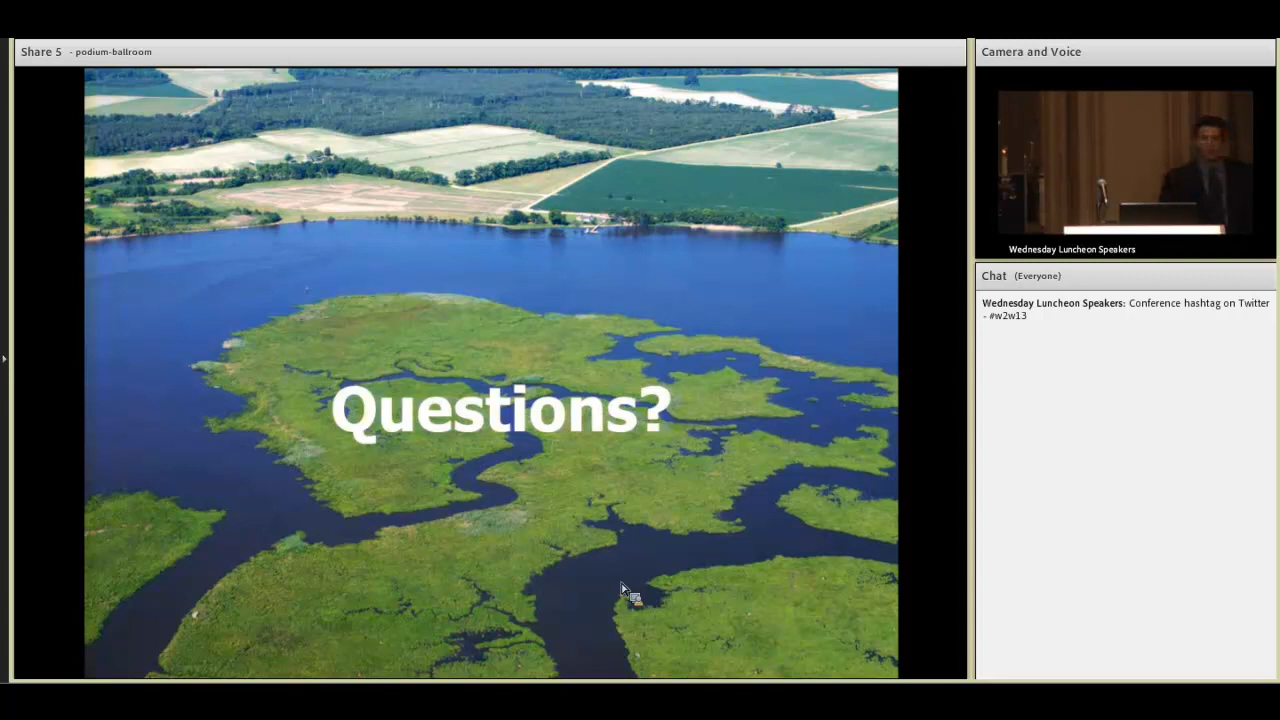 Share 5 - podium-ballroom
Camera and Voice
Wednesday Luncheon Speakers
Chat (Everyone)
Wednesday Luncheon Speakers: Conference hashtag on Twitter
- #w2w13
Questions?